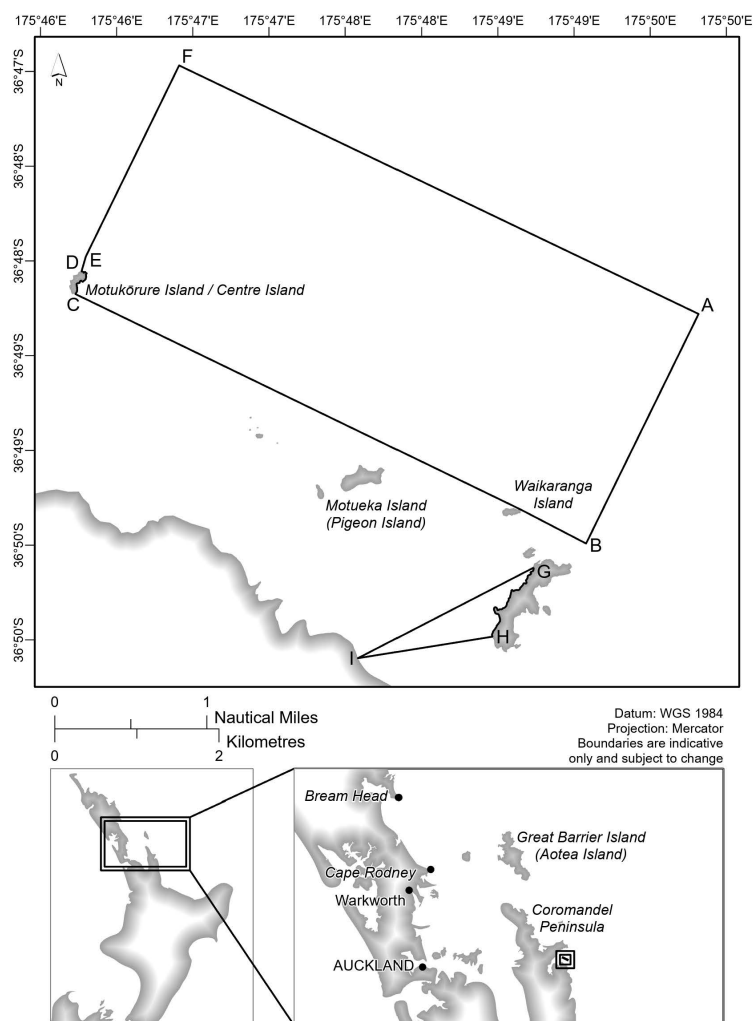 175°46'E 175°46'E 175°47'E 175°47'E 175°48'E 175°48'E 175°49'E 175°49'E 175°50'E 175°50'E
36°47'S
36°48'S
36°48'S
36°49'S
36°49'S
36°50'S
36°50'S
N
F
A
D E
Motukōrure Island / Centre Island
C
Waikaranga
Island
Motueka Island
(Pigeon Island)
B
G
H
I
0 1
Nautical Miles
Kilometres
0 2
Datum: WGS 1984
Projection: Mercator
Boundaries are indicative
only and subject to change
Bream Head
Great Barrier Island
(Aotea Island)
Cape Rodney
Warkworth
Coromandel
Peninsula
AUCKLAND